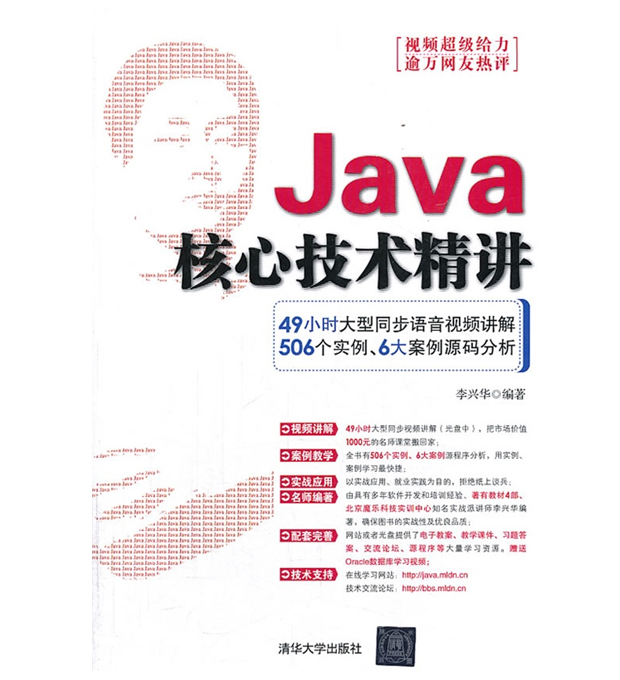 视频超级给力
逾万网友热评
Java
核心技术精讲
49小时大型同步语音视频讲解
506个实例、6大案例源码分析
李兴华◎编著
视频讲解 49小时大型同步视频讲解（光盘中），把市场价值
1000元的名师课堂搬回家；
案例教学 全书有506个实例、6大案例源程序分析，用实例、
案例学习最快捷；
实战应用 以实战应用、就业实践为目的，拒绝纸上谈兵；
名师编著 由具有多年软件开发和培训经验、著有教材4部、
北京魔乐科技实训中心知名实战派讲师李兴华编
著，确保图书的实战性及优良品质；
配套完善 网站或者光盘提供了电子教案、教学课件、习题答
案、交流论坛、源程序等大量学习资源。赠送
Oracle数据库学习视频；
技术支持 在线学习网站：http://java.mldn.cn
技术交流论坛：http://bbs.mldn.cn
清华大学出版社